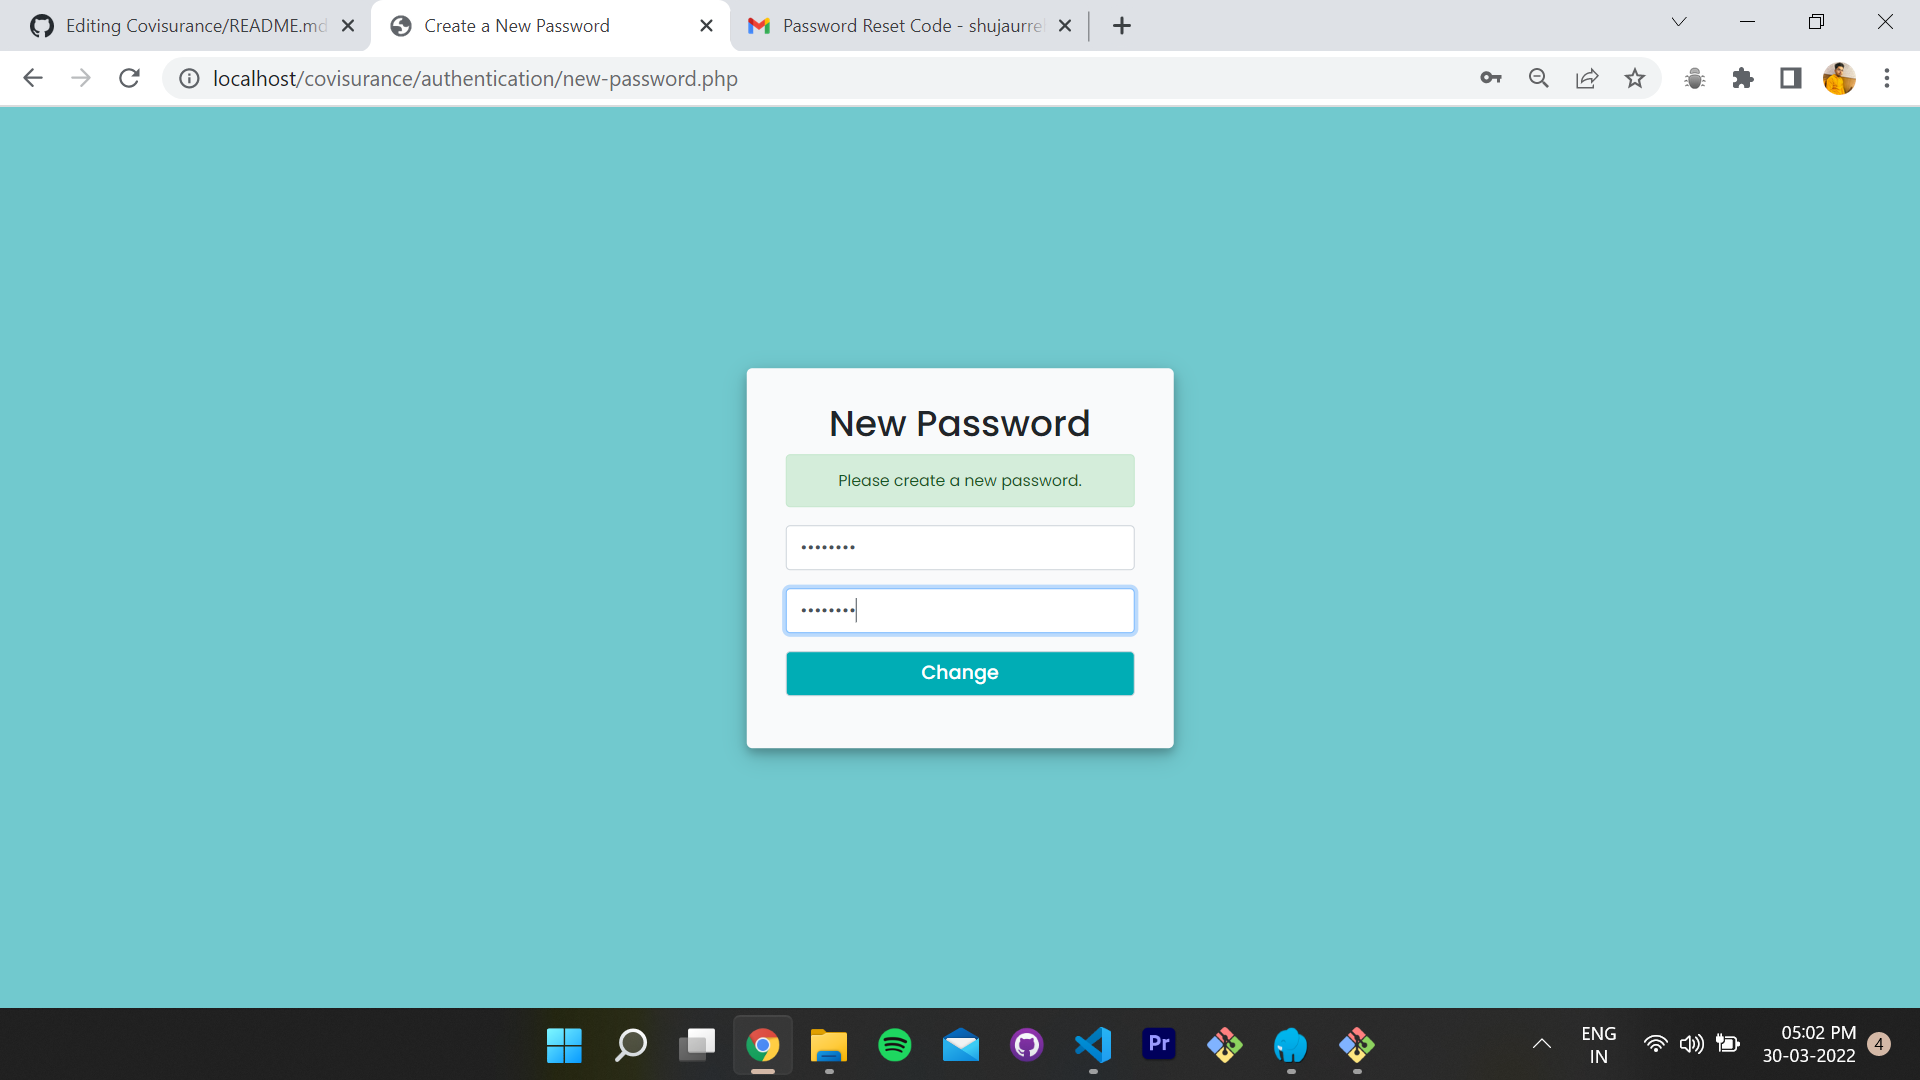 Editing Covisurance/README.md
Create a New Password
Password Reset Code - shujaurre
localhost/covisurance/authentication/new-password.php
New Password
Please create a new password.
••••••••
••••••••
Change
Pr
ENG
IN
05:02 PM
30-03-2022
4